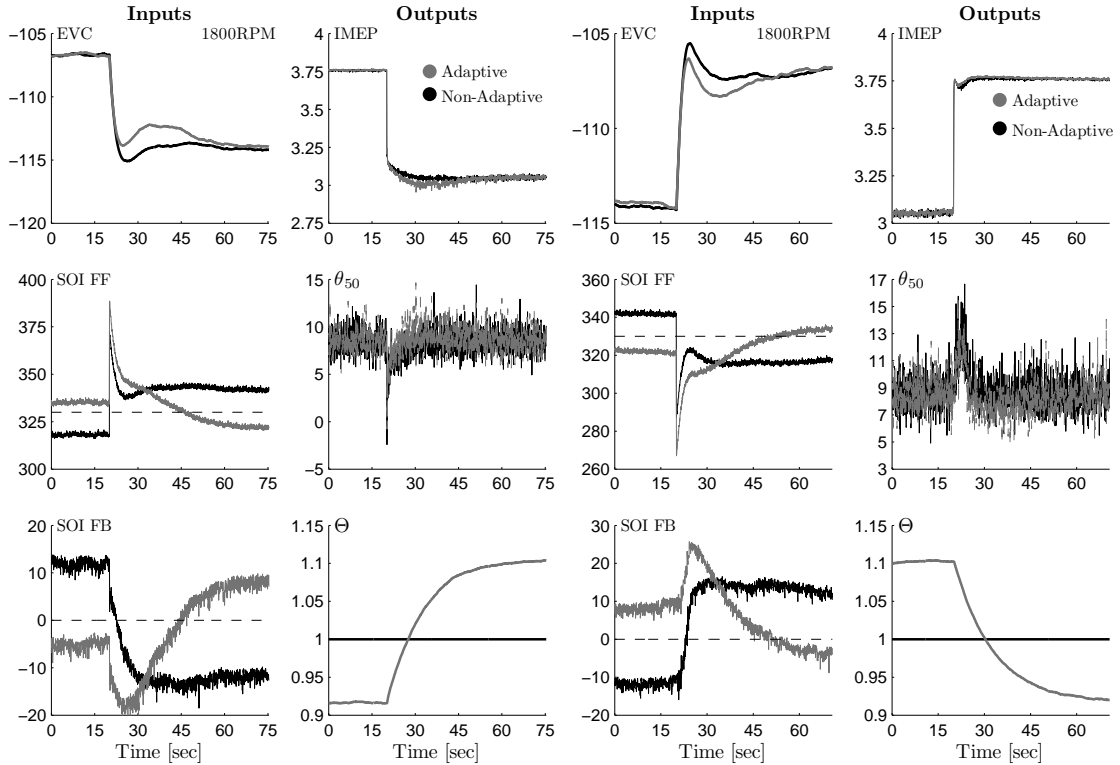 Inputs Outputs Inputs Outputs
EVC 1800RPM
−105
−110
−115
−120
0 15 30 45 60 75
IMEP
Adaptive
Non-Adaptive
4
3.75
3.5
3.25
3
2.75
0 15 30 45 60 75
EVC 1800RPM
−105
−110
−114
0 15 30 45 60
IMEP
Adaptive
Non-Adaptive
4
3.75
3.5
3.25
3
0 15 30 45 60
SOI FF
400
375
350
325
300
0 15 30 45 60 75
θ50
15
10
5
0
−5
0 15 30 45 60 75
SOI FF
360
340
320
300
280
260
0 15 30 45 60
θ50
17
15
13
11
9
7
5
3
0 15 30 45 60
SOI FB
20
10
0
−10
−20
0 15 30 45 60 75
Time [sec]
Θ
1.15
1.1
1.05
1
0.95
0.9
0 15 30 45 60 75
Time [sec]
SOI FB
30
20
10
0
−10
−20
0 15 30 45 60
Time [sec]
Θ
1.15
1.1
1.05
1
0.95
0.9
0 15 30 45 60
Time [sec]